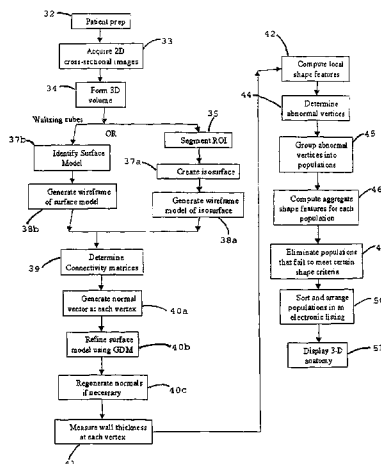 32
Patient prep
Acquire 2D
cross-sectional images
33
34
Form 3D
volume
Waltzing cubes
OR
35
Segment ROI
37b
Identify Surface
Model
37a
Create isosurface
Generate wireframe
of surface model
38b
Generate wireframe
model of isosurface
38a
39
Determine
Connectivity matrices
Generate normal
vector at each vertex
40a
Refine surface
model using GDM
40b
Regenerate normals
if necessary
40c
Measure wall thickness
at each vertex
41
42
Compute local
shape features
44
Determine
abnormal vertices
Group abnormal
vertices into
populations
45
Compute aggregate
shape features for each
population
46
Eliminate populations
that fail to meet certain
shape criteria
Sort and arrange
populations in an
electronic listing
Display 3-D
anatomy